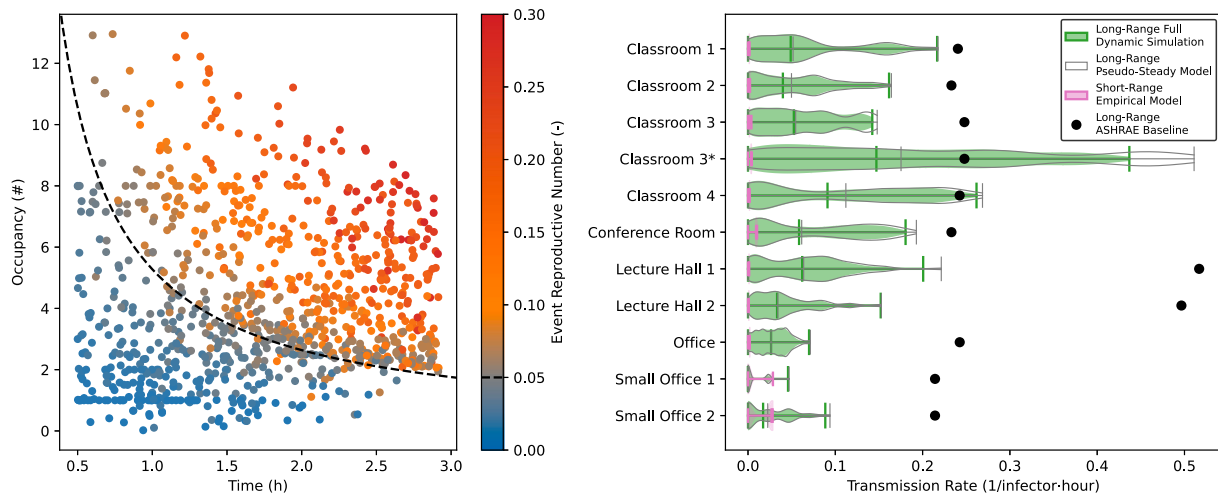 12
10
8
6
4
2
0
Occupancy (#)
0.5
1.0
1.5
2.0
2.5
3.0
Time (h)
0.30
0.25
0.20
0.15
0.10
0.05
0.00
Event Reproductive Number (-)
Classroom 1
Classroom 2
Classroom 3
Classroom 3*
Classroom 4
Conference Room
Lecture Hall 1
Lecture Hall 2
Office
Small Office 1
Small Office 2
0.0
0.1
0.2
0.3
0.4
0.5
Transmission Rate (1/infector·hour)
Long-Range Full
Dynamic Simulation
Long-Range
Pseudo-Steady Model
Short-Range
Empirical Model
Long-Range
ASHRAE Baseline